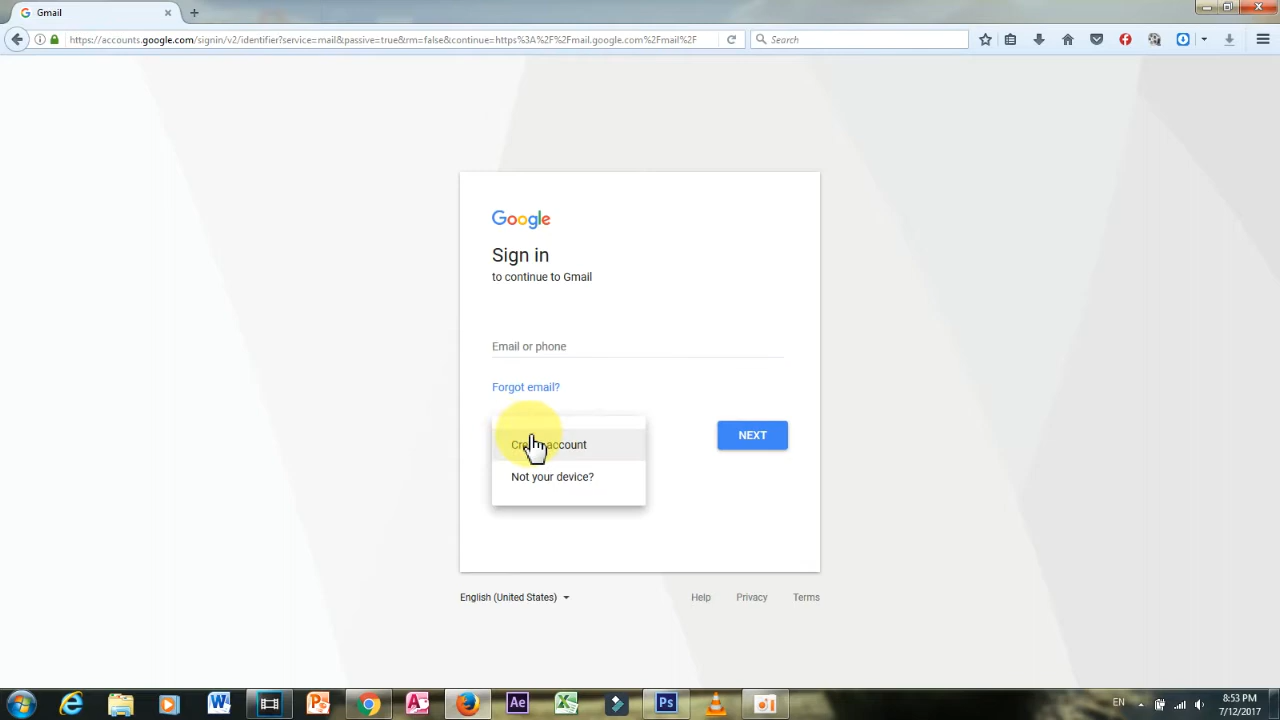 Gmail
https://accounts.google.com/signin/v2/identifier?service=mail&passive=true&rm=false&continue=https%3A%2F%2Fmail.google.com%2Fmail%2F
Search
Google
Sign in
to continue to Gmail
Email or phone
Forgot email?
account
NEXT
Not your device?
English (United States)
Help
Privacy
Terms
EN
8:53 PM
7/12/2017